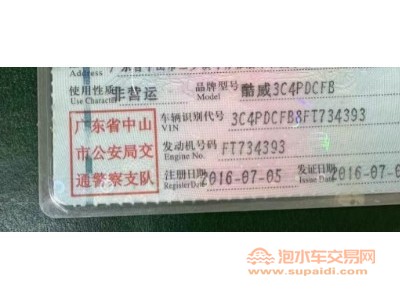 Address
使用性质 非营运 品牌型号 酷威3C4PDCFB
Use Character Model
车辆识别代号 3C4PDCFB8FT734393
VIN
发动机号码 FT734393
Engine No.
注册日期 2016-07-05 发证日期 2016-07-0
Register Date Issue Date
广东省中山
市公安局交
通警察支队
泡水车交易网
www.supaidi.com